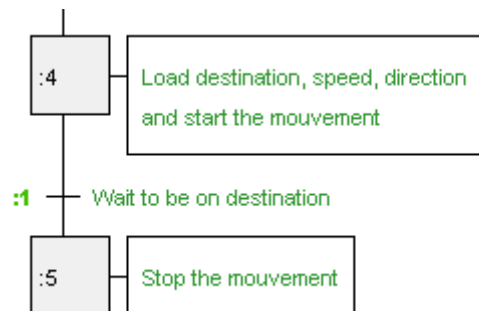 :4
Load destination, speed, direction
and start the mouvement
:1 Wait to be on destination
:5
Stop the mouvement